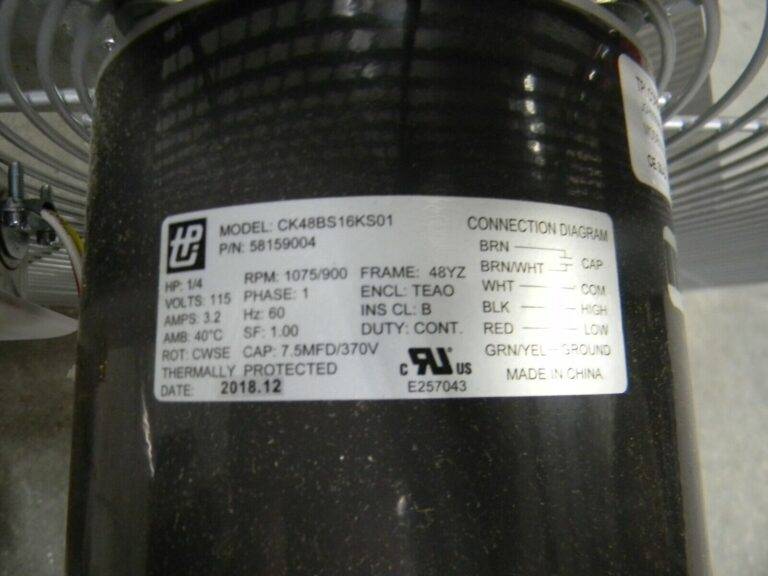 TPI
MODEL: CK48BS16KS01
P/N: 58159004
HP: 1/4
VOLTS: 115
AMPS: 3.2
AMB: 40°C
ROT: CWSE
RPM: 1075/900
PHASE: 1
Hz: 60
SF: 1.00
CAP: 7.5MFD/370V
FRAME: 48YZ
ENCL: TEAO
INS CL: B
DUTY: CONT.
THERMALLY PROTECTED
DATE: 2018.12
c RU® US
E257043
CONNECTION DIAGRAM
BRN
BRN/WHT CAP
WHT COM
BLK HIGH
RED LOW
GRN/YEL GROUND
MADE IN CHINA